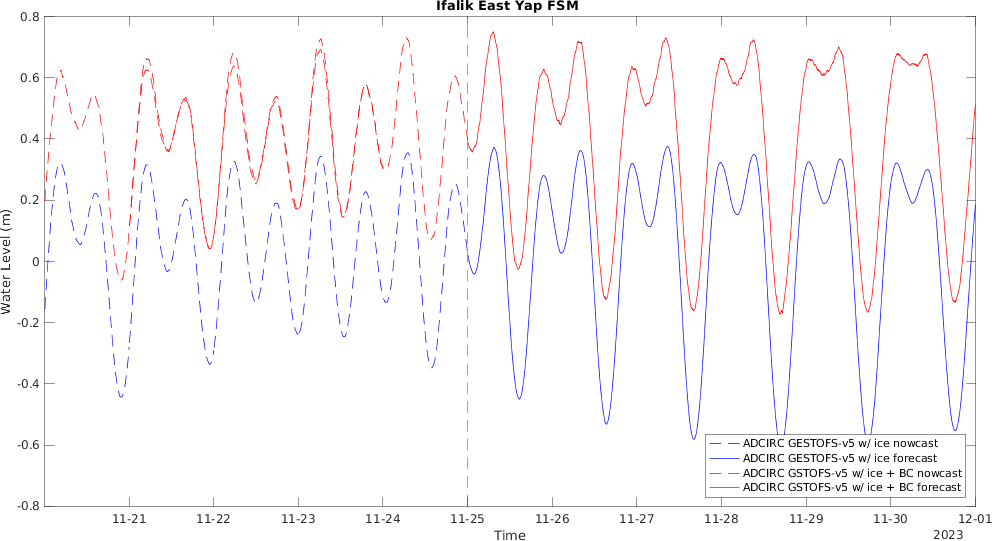 Ifalik East Yap FSM
0.8
0.6
0.4
0.2
0
-0.2
-0.4
-0.6
-0.8
Water Level (m)
11-21 11-22 11-23 11-24 11-25 11-26 11-27 11-28 11-29 11-30 12-01
Time
2023
ADCIRC GESTOFS-v5 w/ ice nowcast
ADCIRC GESTOFS-v5 w/ ice forecast
ADCIRC GSTOFS-v5 w/ ice + BC nowcast
ADCIRC GSTOFS-v5 w/ ice + BC forecast